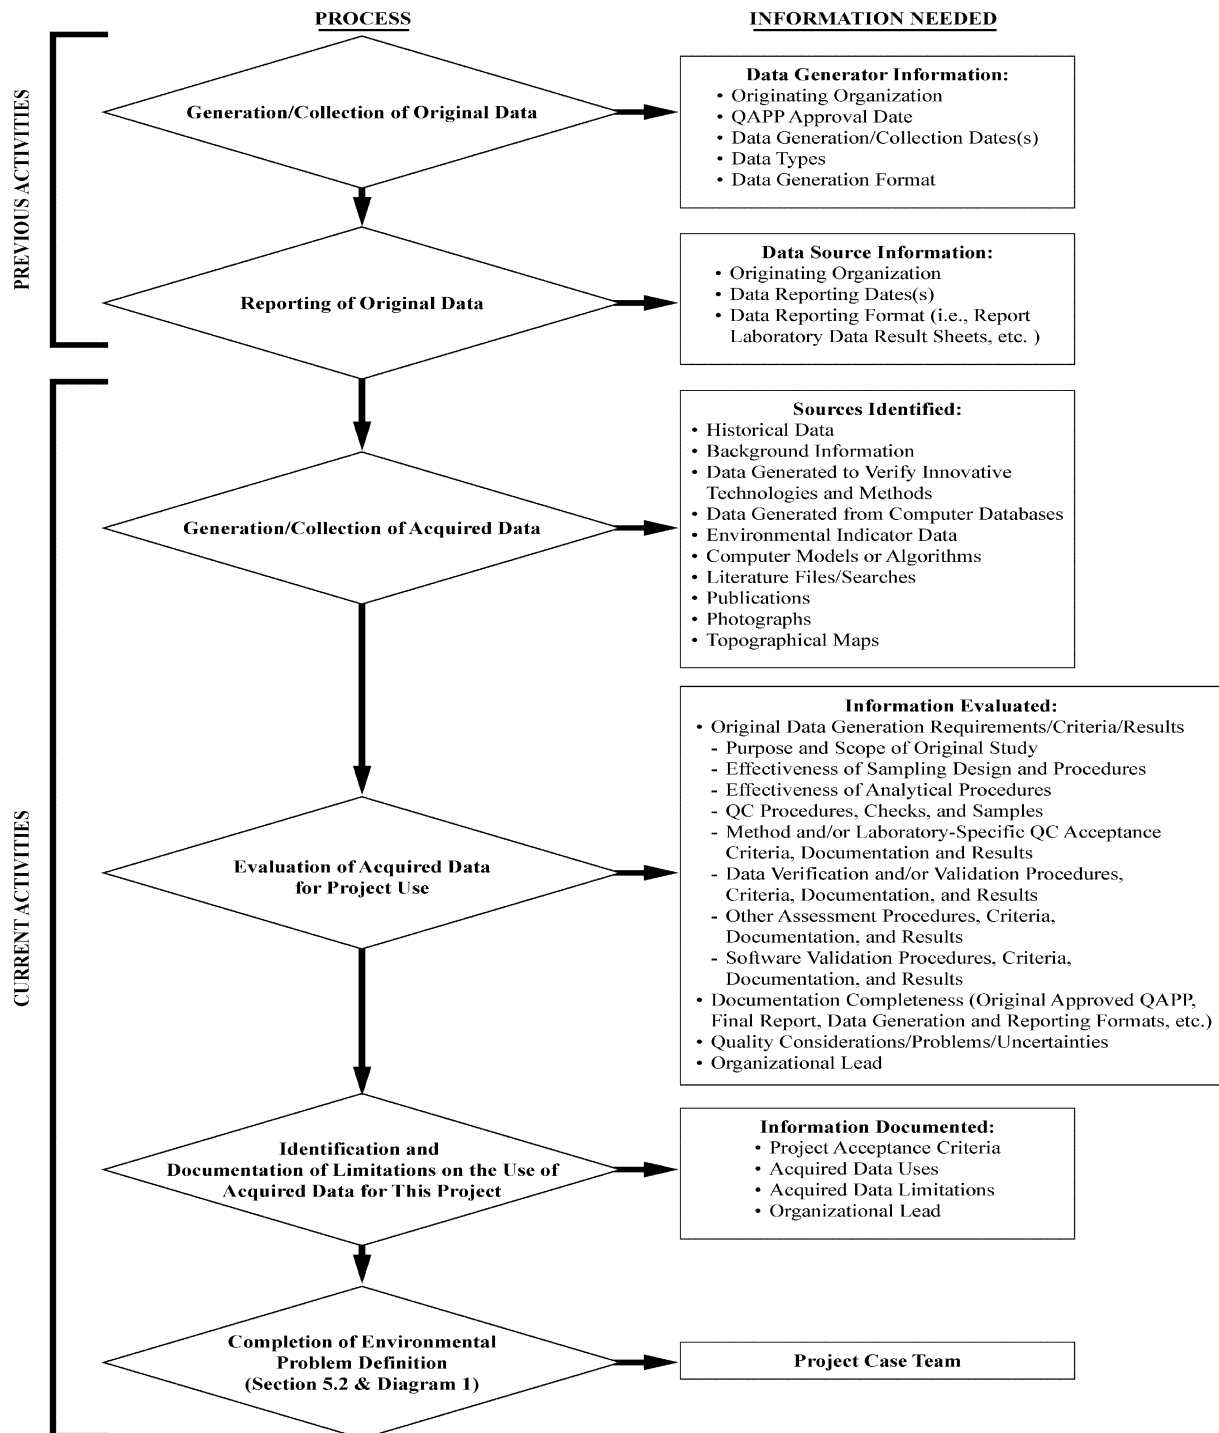 PROCESS
INFORMATION NEEDED
PREVIOUS ACTIVITIES
Generation/Collection of Original Data
Data Generator Information:
• Originating Organization
• QAPP Approval Date
• Data Generation/Collection Dates(s)
• Data Types
• Data Generation Format
Reporting of Original Data
Data Source Information:
• Originating Organization
• Data Reporting Dates(s)
• Data Reporting Format (i.e., Report
Laboratory Data Result Sheets, etc. )
CURRENT ACTIVITIES
Generation/Collection of Acquired Data
Sources Identified:
• Historical Data
• Background Information
• Data Generated to Verify Innovative
Technologies and Methods
• Data Generated from Computer Databases
• Environmental Indicator Data
• Computer Models or Algorithms
• Literature Files/Searches
• Publications
• Photographs
• Topographical Maps
Evaluation of Acquired Data
for Project Use
Information Evaluated:
• Original Data Generation Requirements/Criteria/Results
- Purpose and Scope of Original Study
- Effectiveness of Sampling Design and Procedures
- Effectiveness of Analytical Procedures
- QC Procedures, Checks, and Samples
- Method and/or Laboratory-Specific QC Acceptance
Criteria, Documentation and Results
- Data Verification and/or Validation Procedures,
Criteria, Documentation, and Results
- Other Assessment Procedures, Criteria,
Documentation, and Results
- Software Validation Procedures, Criteria,
Documentation, and Results
• Documentation Completeness (Original Approved QAPP,
Final Report, Data Generation and Reporting Formats, etc.)
• Quality Considerations/Problems/Uncertainties
• Organizational Lead
Identification and
Documentation of Limitations on the Use of
Acquired Data for This Project
Information Documented:
• Project Acceptance Criteria
• Acquired Data Uses
• Acquired Data Limitations
• Organizational Lead
Completion of Environmental
Problem Definition
(Section 5.2 & Diagram 1)
Project Case Team